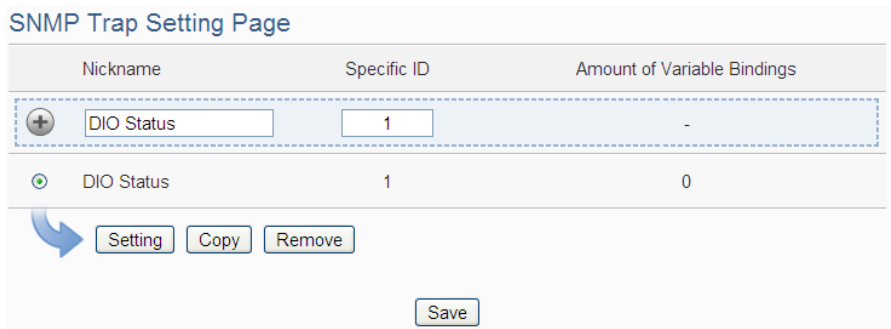 SNMP Trap Setting Page
Nickname Specific ID Amount of Variable Bindings
DIO Status 1 -
DIO Status 1 0
Setting Copy Remove
Save